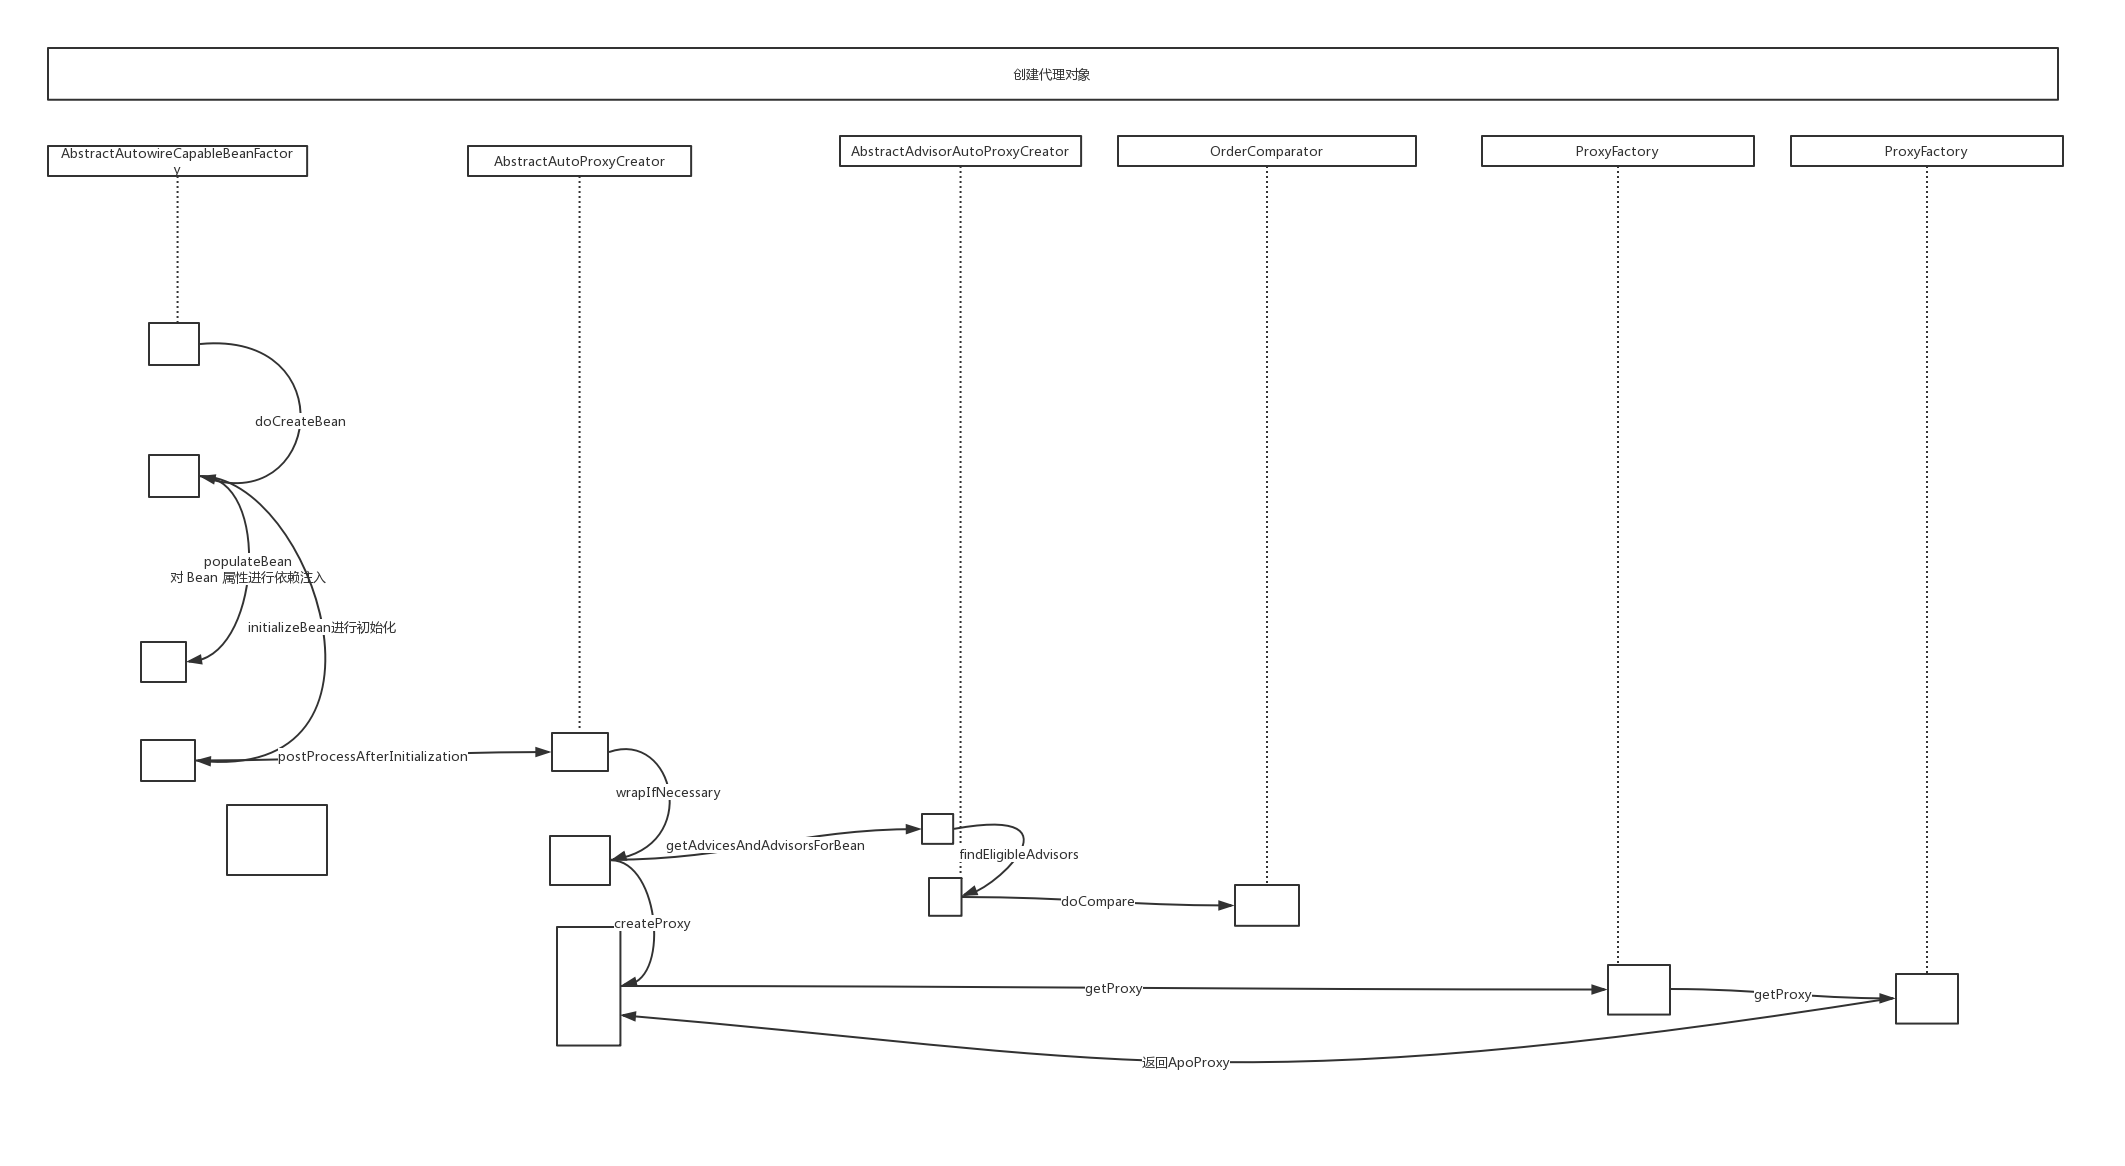 创建代理对象
AbstractAutowireCapableBeanFactor
y
AbstractAutoProxyCreator
AbstractAdvisorAutoProxyCreator
OrderComparator
ProxyFactory
ProxyFactory
doCreateBean
populateBean
对 Bean 属性进行依赖注入
initializeBean进行初始化
postProcessAfterInitialization
wrapIfNecessary
getAdvicesAndAdvisorsForBean
findEligibleAdvisors
doCompare
createProxy
getProxy
getProxy
返回ApoProxy